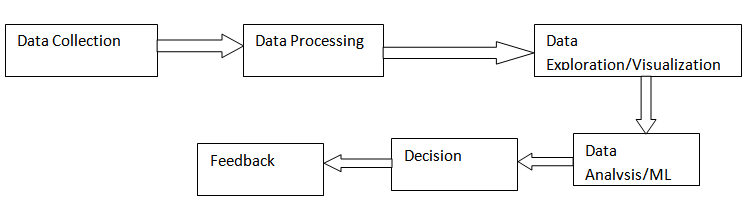 Data Collection
Data Processing
Data
Exploration/Visualization
Data
Analysis/ML
Decision
Feedback